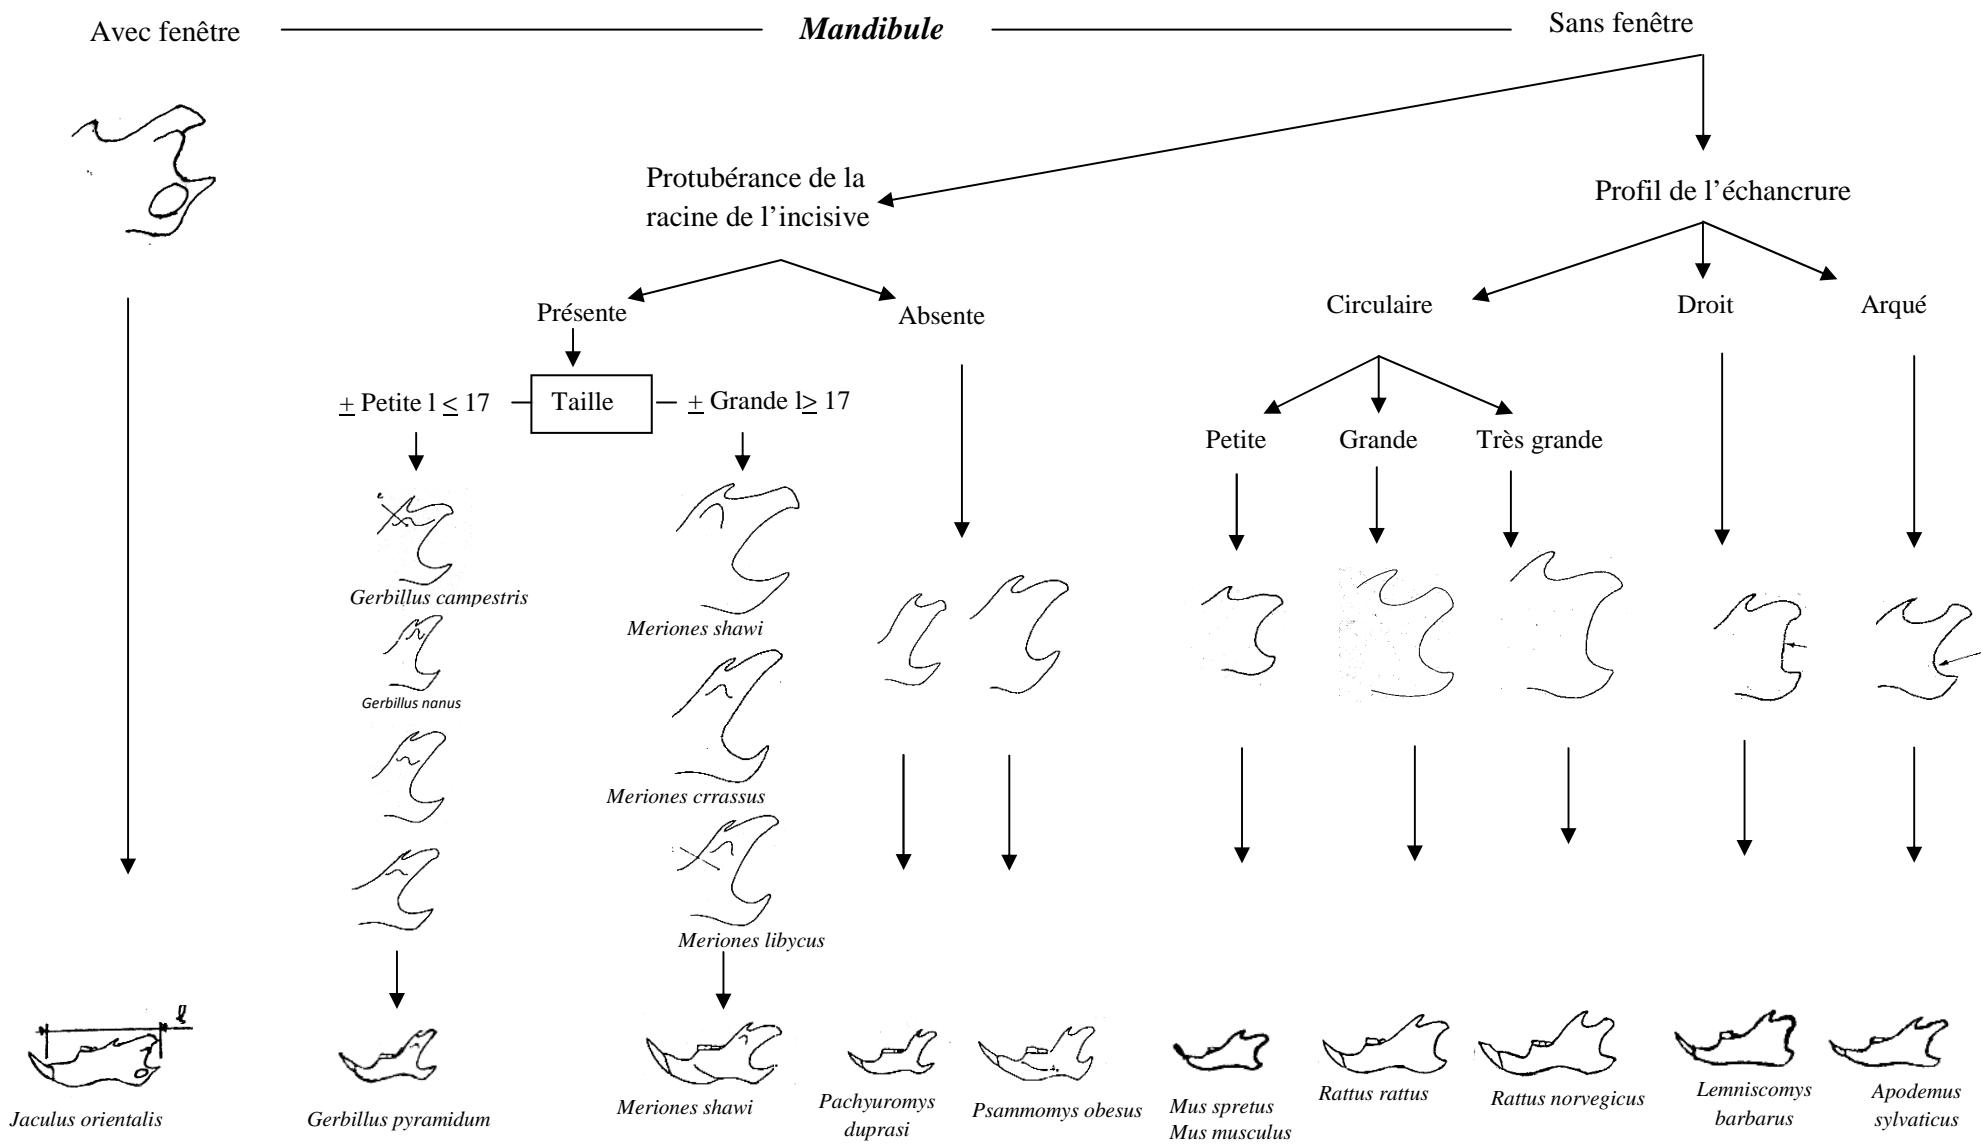 Avec fenêtre
Mandibule
Sans fenêtre
Protubérance de la
racine de l’incisive
Profil de l’échancrure
Présente
Absente
Circulaire
Droit
Arqué
± Petite l ≤ 17
Taille
± Grande l≥ 17
Petite
Grande
Très grande
Gerbillus campestris
Meriones shawi
Gerbillus nanus
Meriones crrassus
Meriones libycus
l
Jaculus orientalis
Gerbillus pyramidum
Meriones shawi
Pachyuromys
duprasi
Psammomys obesus
Mus spretus
Mus musculus
Rattus rattus
Rattus norvegicus
Lemniscomys
barbarus
Apodemus
sylvaticus